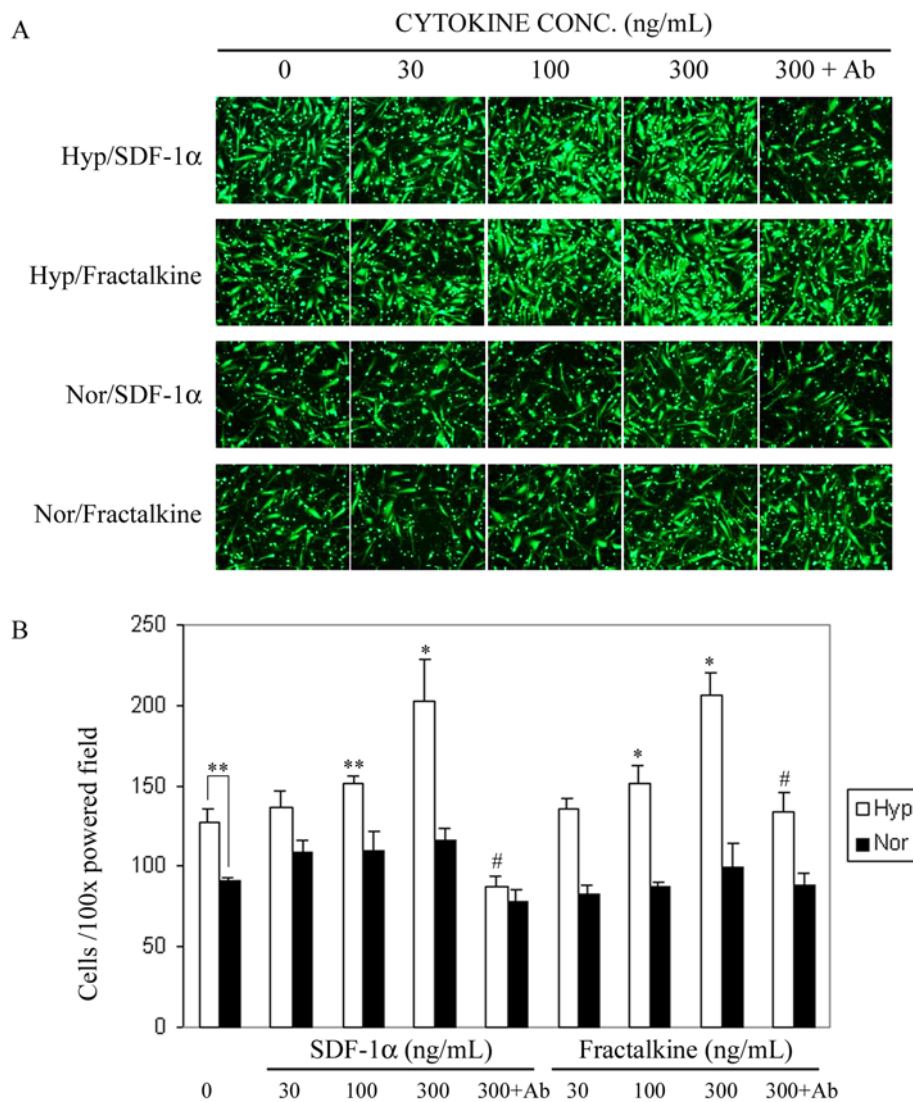 A
CYTOKINE CONC. (ng/mL)
0 30 100 300 300 + Ab
Hyp/SDF-1α
Hyp/Fractalkine
Nor/SDF-1α
Nor/Fractalkine
B
Cells /100x powered field
250
200
150
100
50
0
** ** * # * * #
Hyp
Nor
SDF-1α (ng/mL) Fractalkine (ng/mL)
0 30 100 300 300+Ab 30 100 300 300+Ab